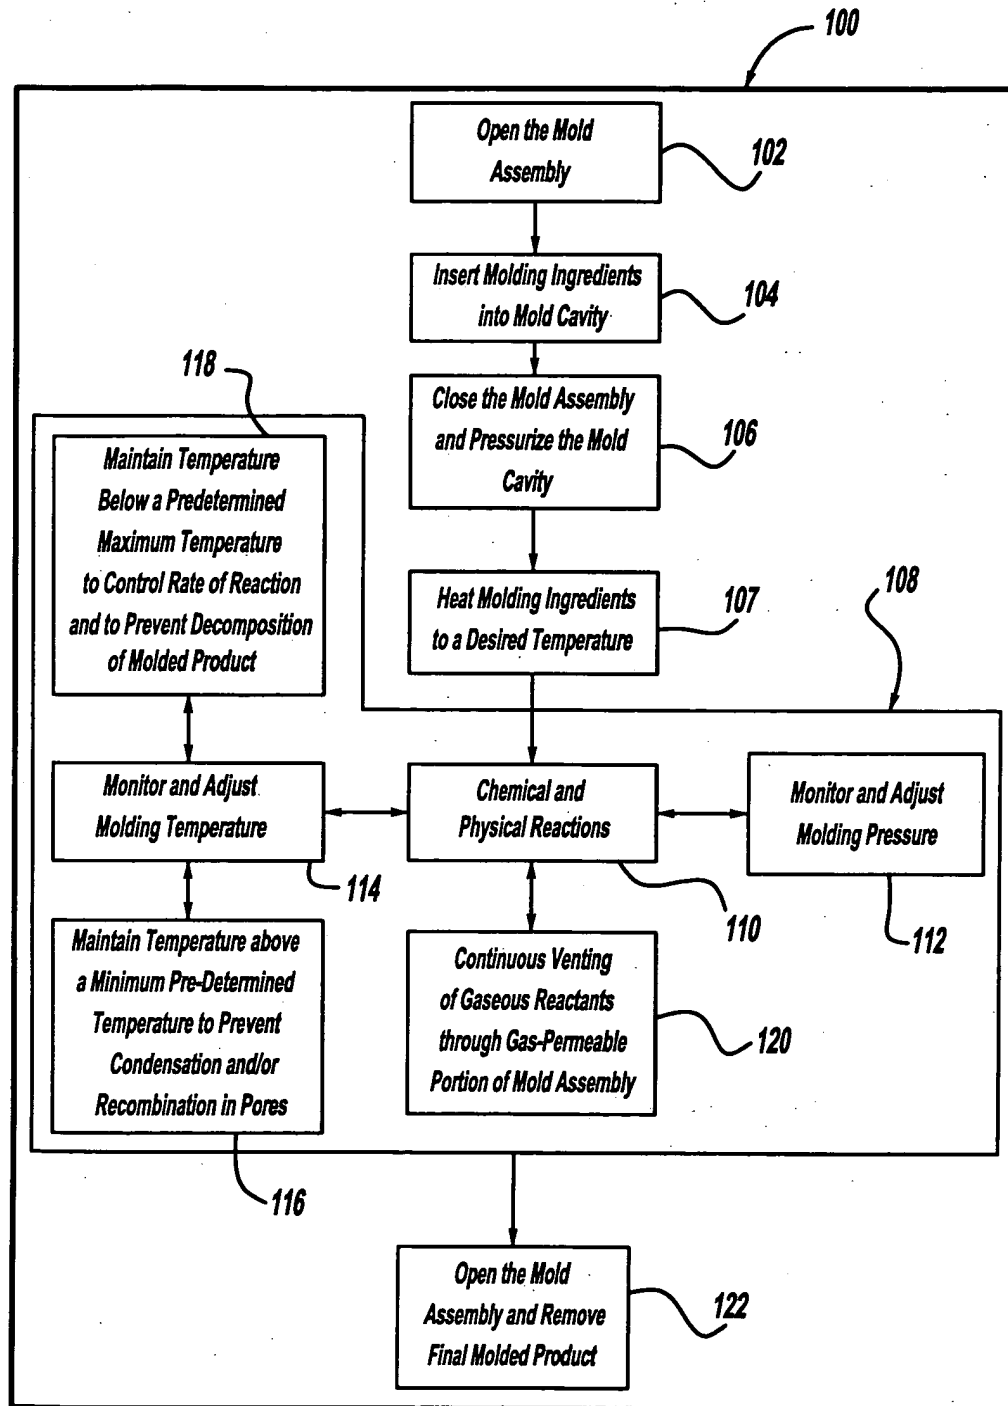 100
Open the Mold
Assembly
102
Insert Molding Ingredients
into Mold Cavity
104
Close the Mold Assembly
and Pressurize the Mold
Cavity
106
Heat Molding Ingredients
to a Desired Temperature
107
108
118
Maintain Temperature
Below a Predetermined
Maximum Temperature
to Control Rate of Reaction
and to Prevent Decomposition
of Molded Product
Monitor and Adjust
Molding Temperature
114
Chemical and
Physical Reactions
110
Monitor and Adjust
Molding Pressure
112
Maintain Temperature above
a Minimum Pre-Determined
Temperature to Prevent
Condensation and/or
Recombination in Pores
116
Continuous Venting
of Gaseous Reactants
through Gas-Permeable
Portion of Mold Assembly
120
Open the Mold
Assembly and Remove
Final Molded Product
122